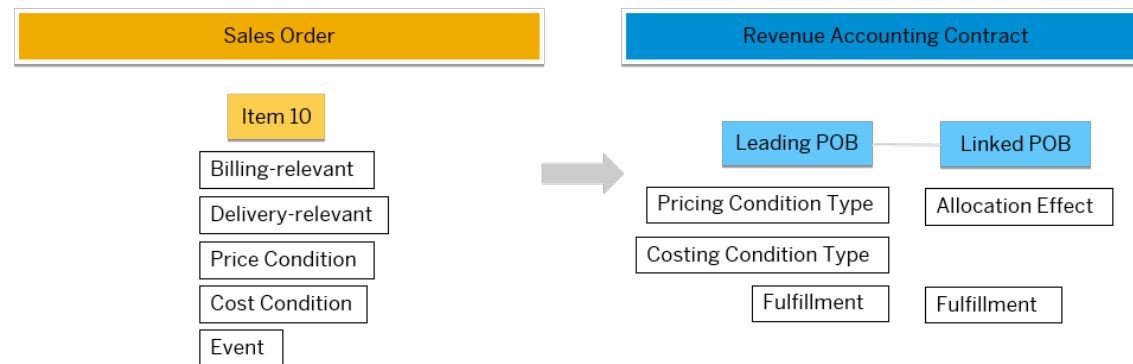 Sales Order
Item 10
Billing-relevant
Delivery-relevant
Price Condition
Cost Condition
Event
Revenue Accounting Contract
Leading POB
Linked POB
Pricing Condition Type
Allocation Effect
Costing Condition Type
Fulfillment
Fulfillment